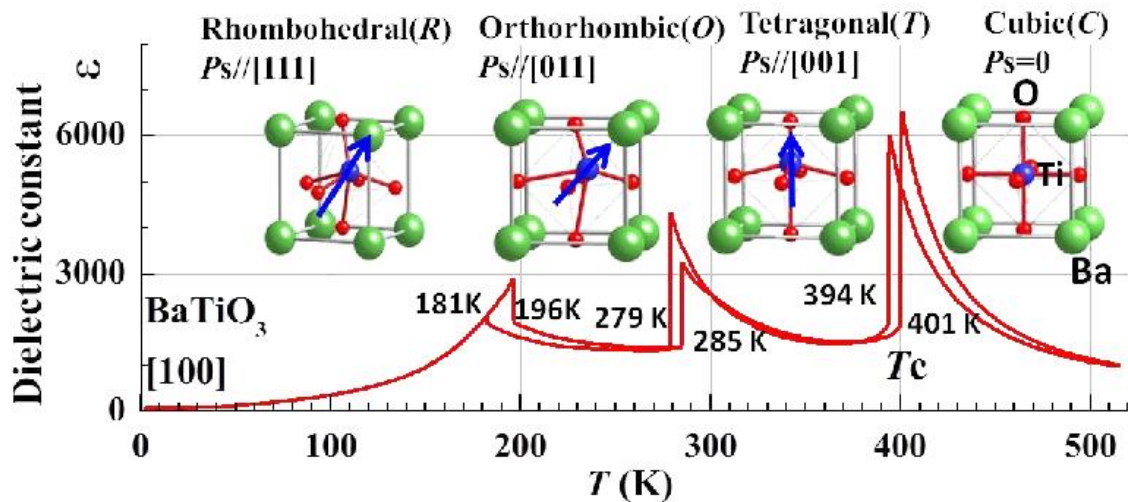 Rhombohedral(R) Orthorhombic(O) Tetragonal(T) Cubic(C)
Ps//[111] Ps//[011] Ps//[001] Ps=0
O
Ti
Ba
Dielectric constant ε
6000
3000
0
BaTiO3
[100]
181K 196K 279 K 285 K 394 K 401 K
Tc
0 100 200 300 400 500
T (K)